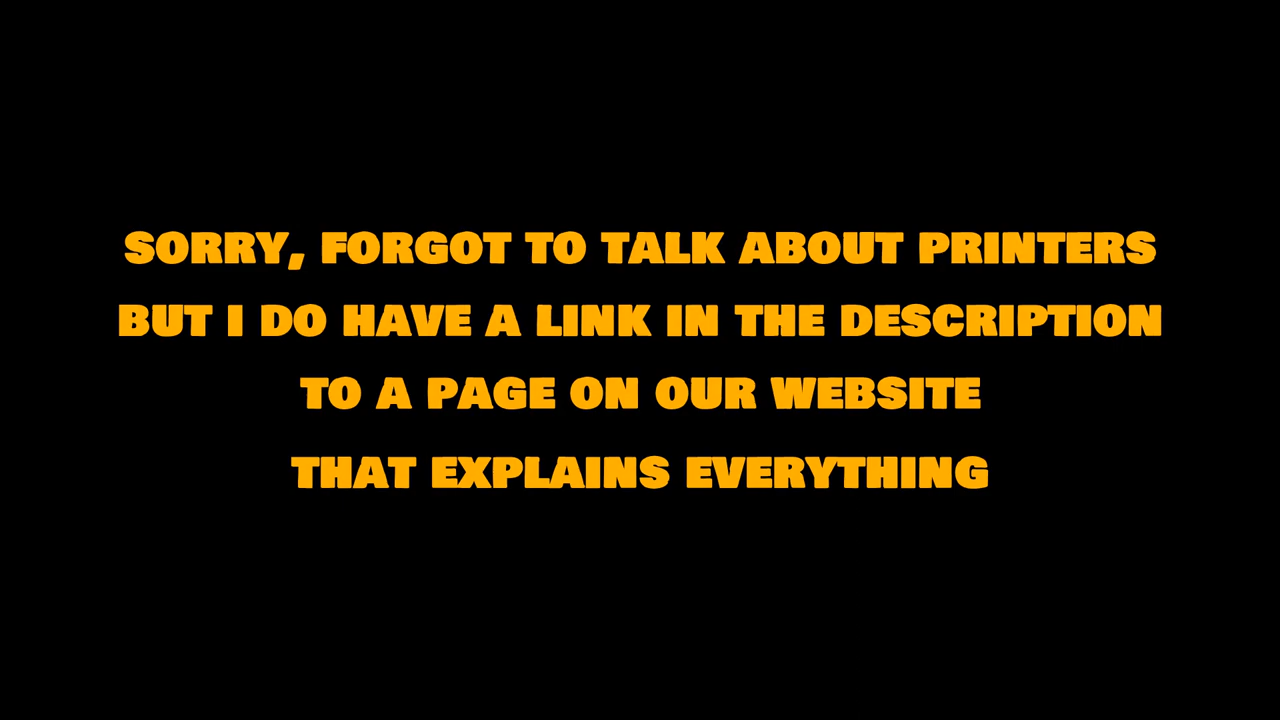 SORRY, FORGOT TO TALK ABOUT PRINTERS
BUT I DO HAVE A LINK IN THE DESCRIPTION
TO A PAGE ON OUR WEBSITE
THAT EXPLAINS EVERYTHING